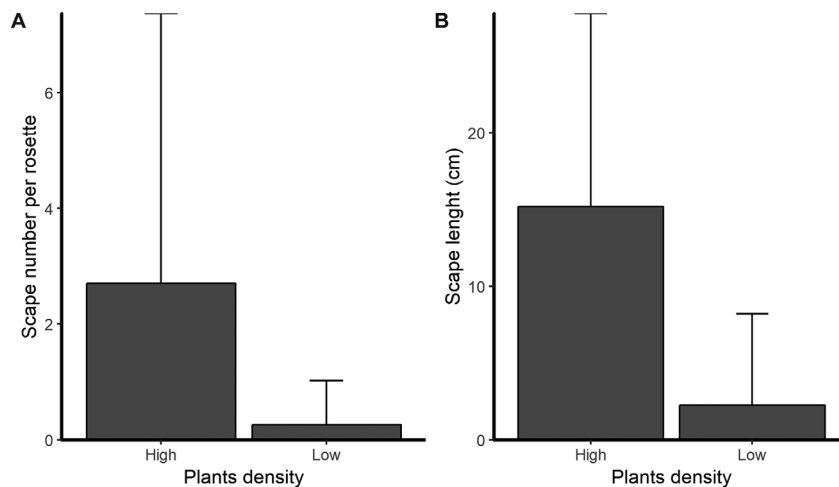 A
Scape number per rosette
6
4
2
0
High
Low
Plants density
B
Scape lenght (cm)
20
10
0
High
Low
Plants density